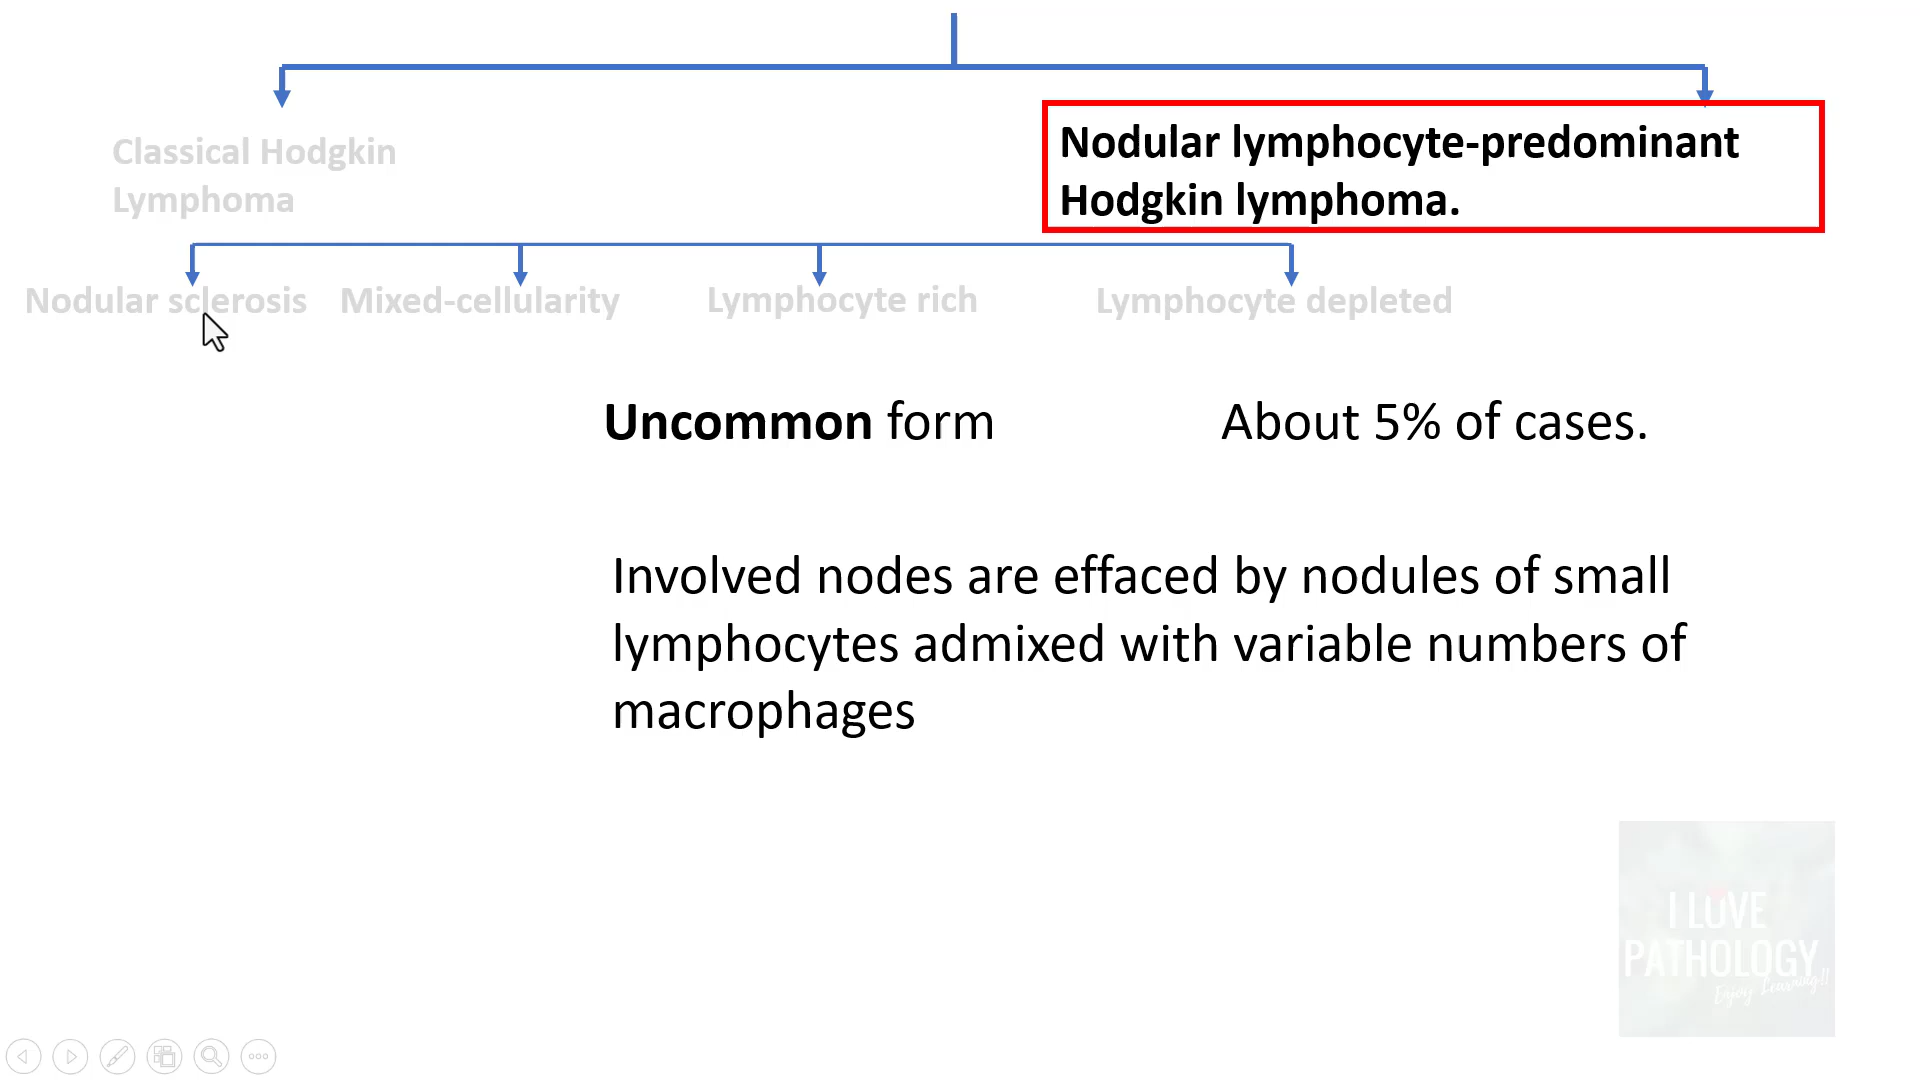 Classical Hodgkin
Lymphoma
Nodular lymphocyte-predominant
Hodgkin lymphoma.
Nodular sclerosis
Mixed-cellularity
Lymphocyte rich
Lymphocyte depleted
Uncommon form
About 5% of cases.
Involved nodes are effaced by nodules of small
lymphocytes admixed with variable numbers of
macrophages
I LOVE
PATHOLOGY
Enjoy Learning!!